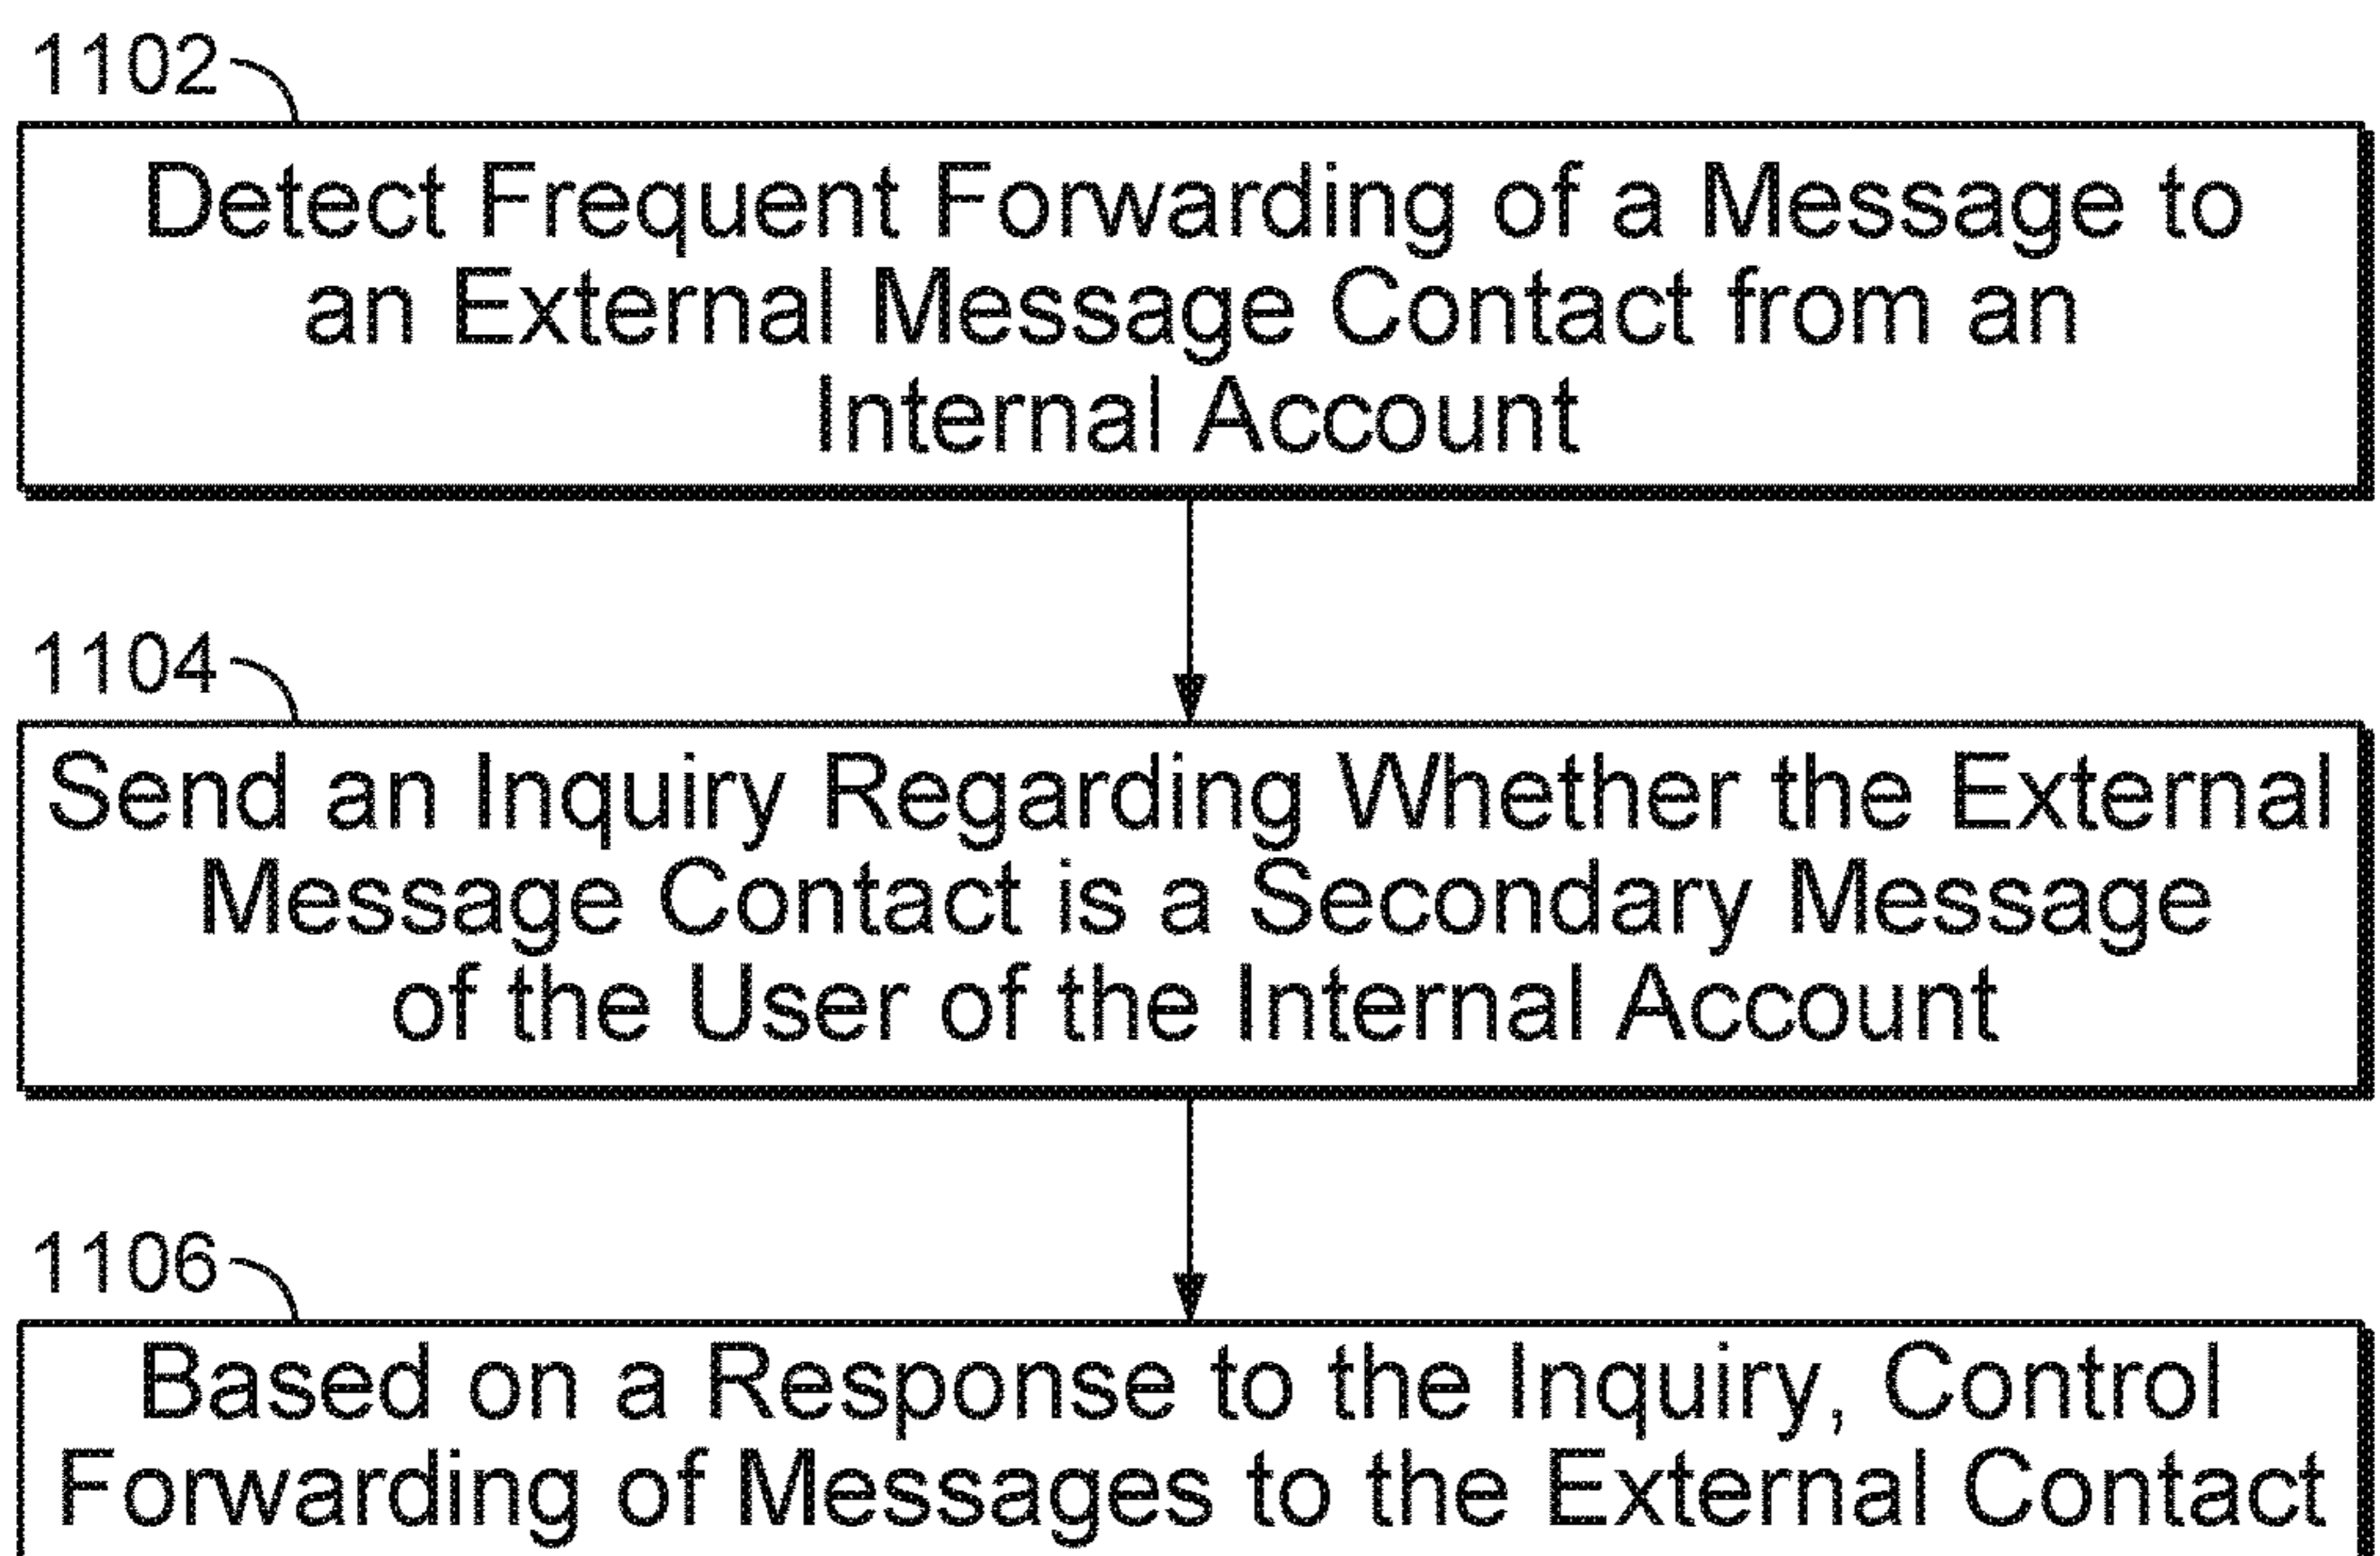 1102
Detect Frequent Forwarding of a Message to
an External Message Contact from an
Internal Account
1104
Send an Inquiry Regarding Whether the External
Message Contact is a Secondary Message
of the User of the Internal Account
1106
Based on a Response to the Inquiry, Control
Forwarding of Messages to the External Contact